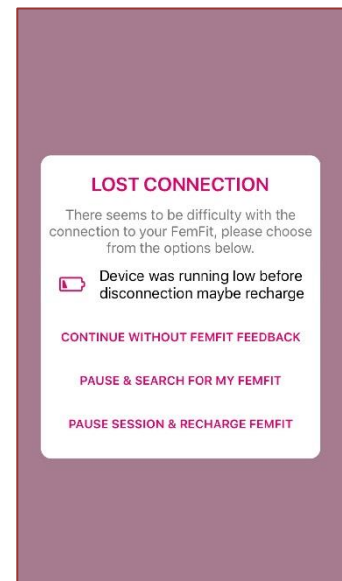 LOST CONNECTION
There seems to be difficulty with the
connection to your FemFit, please choose
from the options below.
Device was running low before
disconnection maybe recharge
CONTINUE WITHOUT FEMFIT FEEDBACK
PAUSE & SEARCH FOR MY FEMFIT
PAUSE SESSION & RECHARGE FEMFIT